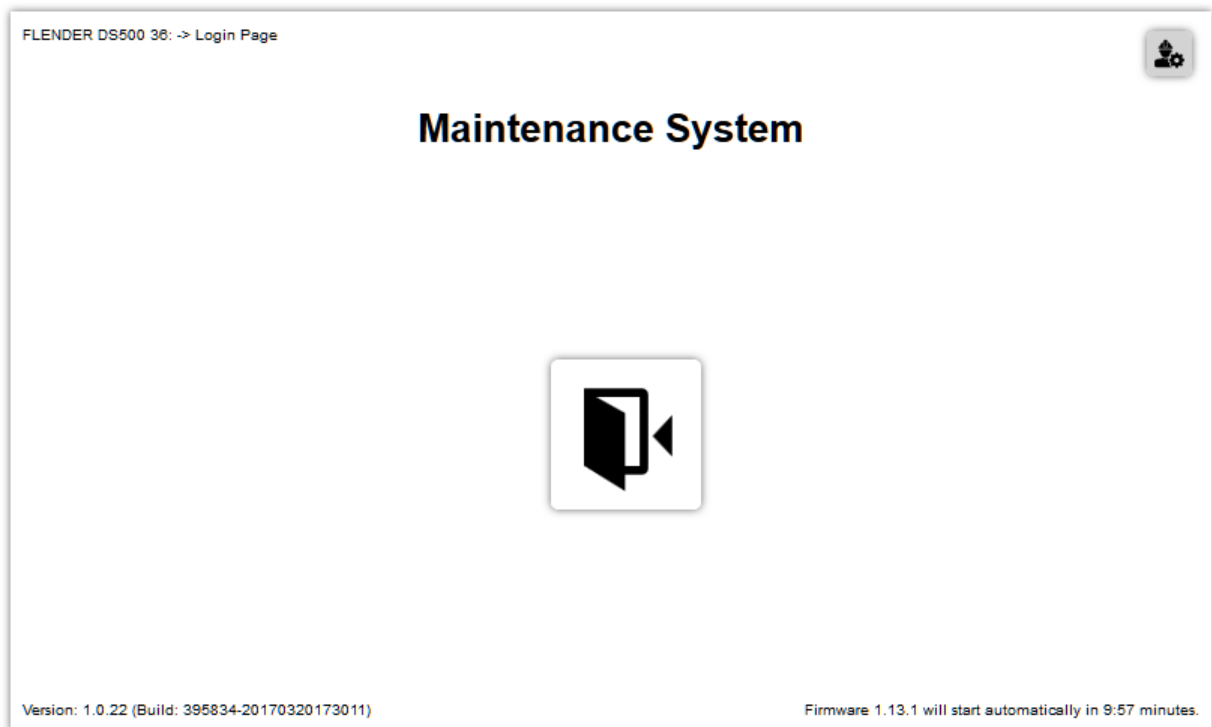 FLENDER DS500 36: -> Login Page
Maintenance System
Version: 1.0.22 (Build: 395834-20170320173011)
Firmware 1.13.1 will start automatically in 9:57 minutes.